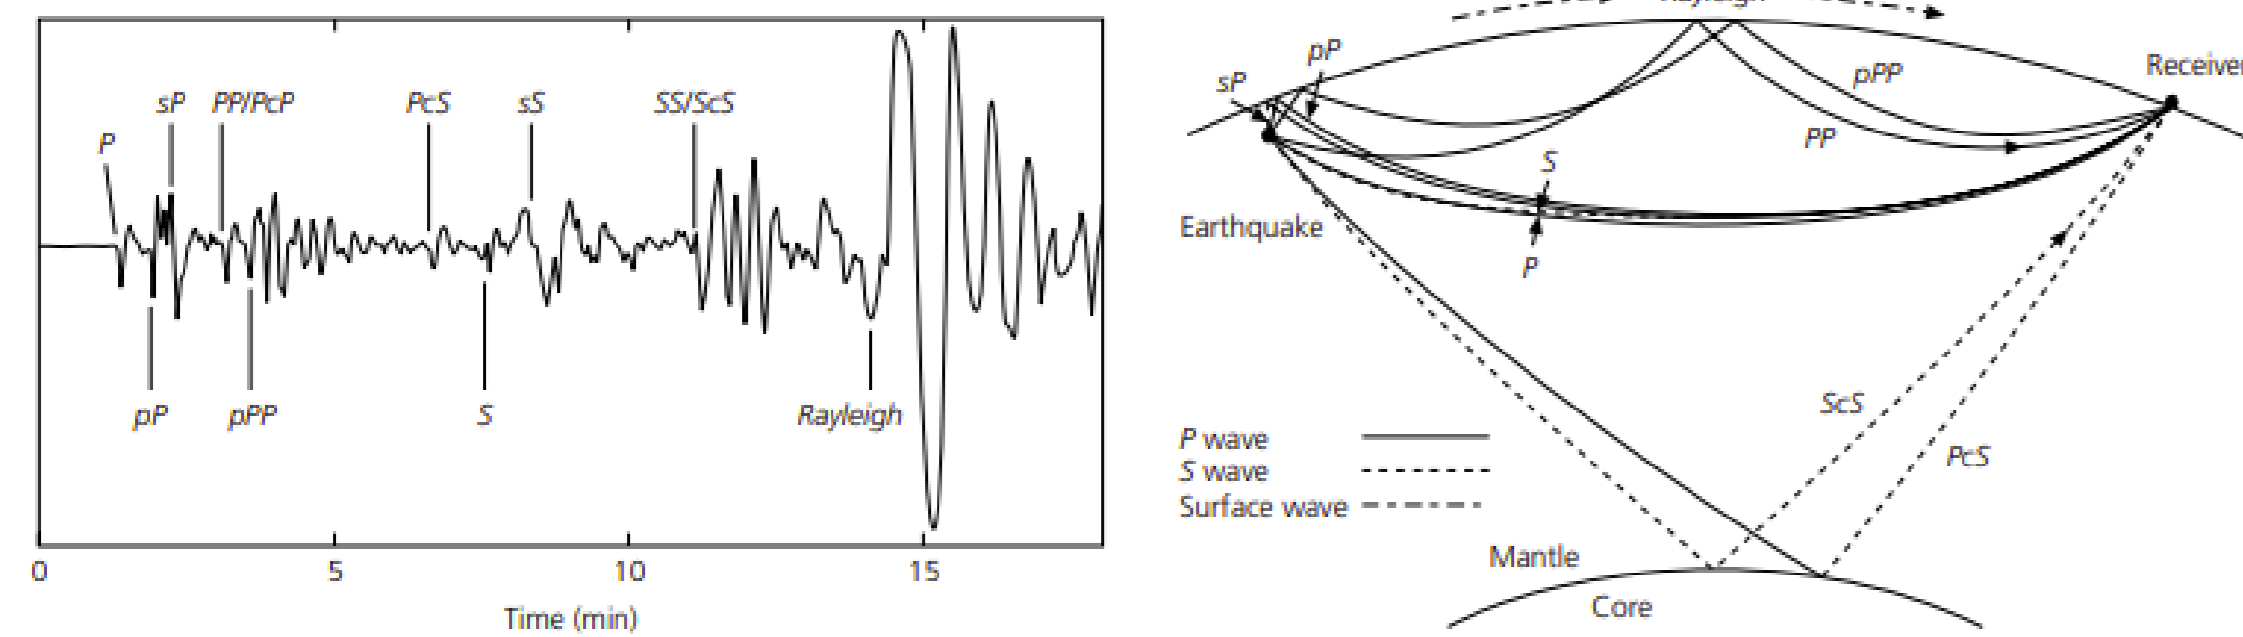 P
sP
PP/PcP
PcS
sS
SS/ScS
pP
pPP
S
Rayleigh
0
5
10
15
Time (min)
Rayleigh
pP
sP
pPP
Receiver
PP
S
Earthquake
P
ScS
PcS
P wave
S wave
Surface wave
Mantle
Core